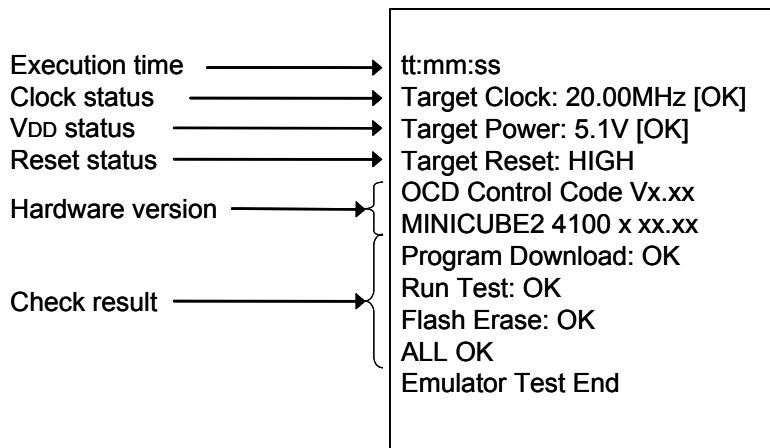 Execution time
tt:mm:ss
Clock status
Target Clock: 20.00MHz [OK]
VDD status
Target Power: 5.1V [OK]
Reset status
Target Reset: HIGH
Hardware version
OCD Control Code Vx.xx
MINICUBE2 4100 x xx.xx
Check result
Program Download: OK
Run Test: OK
Flash Erase: OK
ALL OK
Emulator Test End